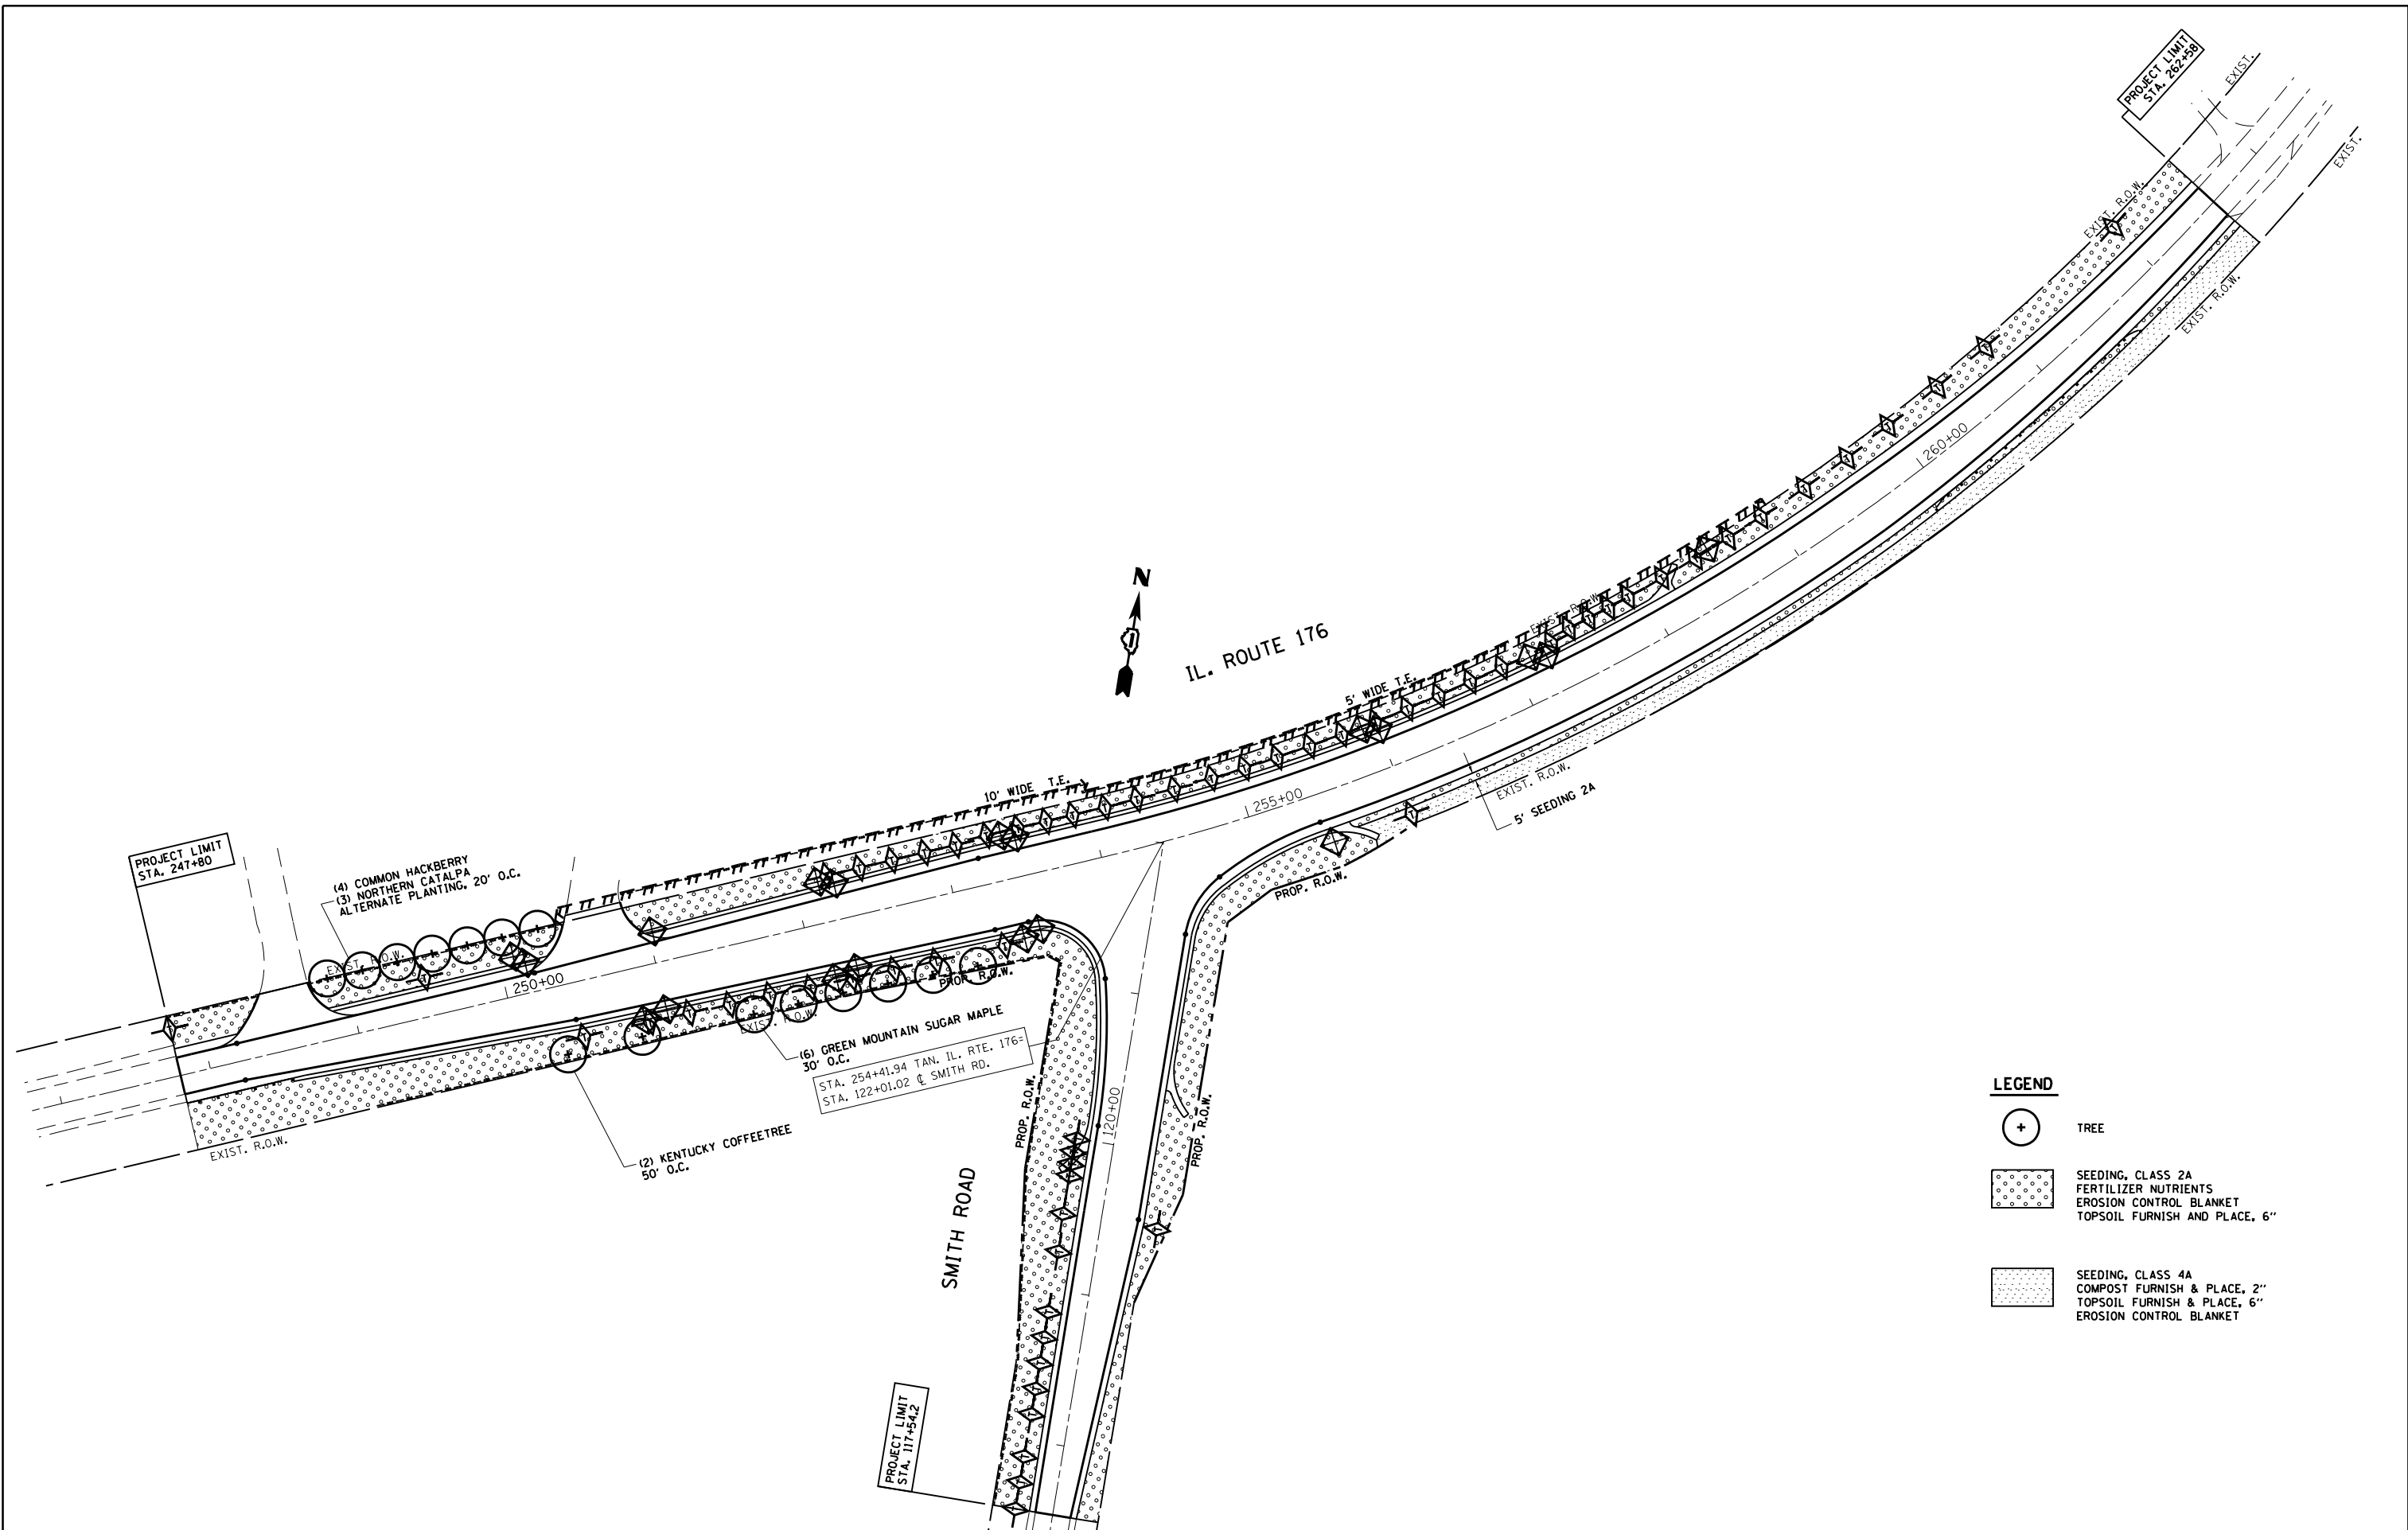 PROJECT LIMIT
STA. 262+58
EXIST.
EXIST.
EXIST. R.O.W.
EXIST. R.O.W.
260+00
N
IL. ROUTE 176
EXIST. R.O.W.
5' WIDE T.E.
10' WIDE T.E.
255+00
EXIST. R.O.W.
5' SEEDING 2A
PROJECT LIMIT
STA. 247+80
(4) COMMON HACKBERRY
(3) NORTHERN CATALPA
ALTERNATE PLANTING, 20' O.C.
EXIST. R.O.W.
250+00
PROP. R.O.W.
PROP. R.O.W.
EXIST. R.O.W.
(6) GREEN MOUNTAIN SUGAR MAPLE
30' O.C.
STA. 254+41.94 TAN. IL. RTE. 176=
STA. 122+01.02 ℄ SMITH RD.
EXIST. R.O.W.
(2) KENTUCKY COFFEETREE
50' O.C.
PROP. R.O.W.
120+00
PROP. R.O.W.
SMITH ROAD
PROJECT LIMIT
STA. 117+54.2
LEGEND
TREE
SEEDING, CLASS 2A
FERTILIZER NUTRIENTS
EROSION CONTROL BLANKET
TOPSOIL FURNISH AND PLACE, 6"
SEEDING, CLASS 4A
COMPOST FURNISH & PLACE, 2"
TOPSOIL FURNISH & PLACE, 6"
EROSION CONTROL BLANKET